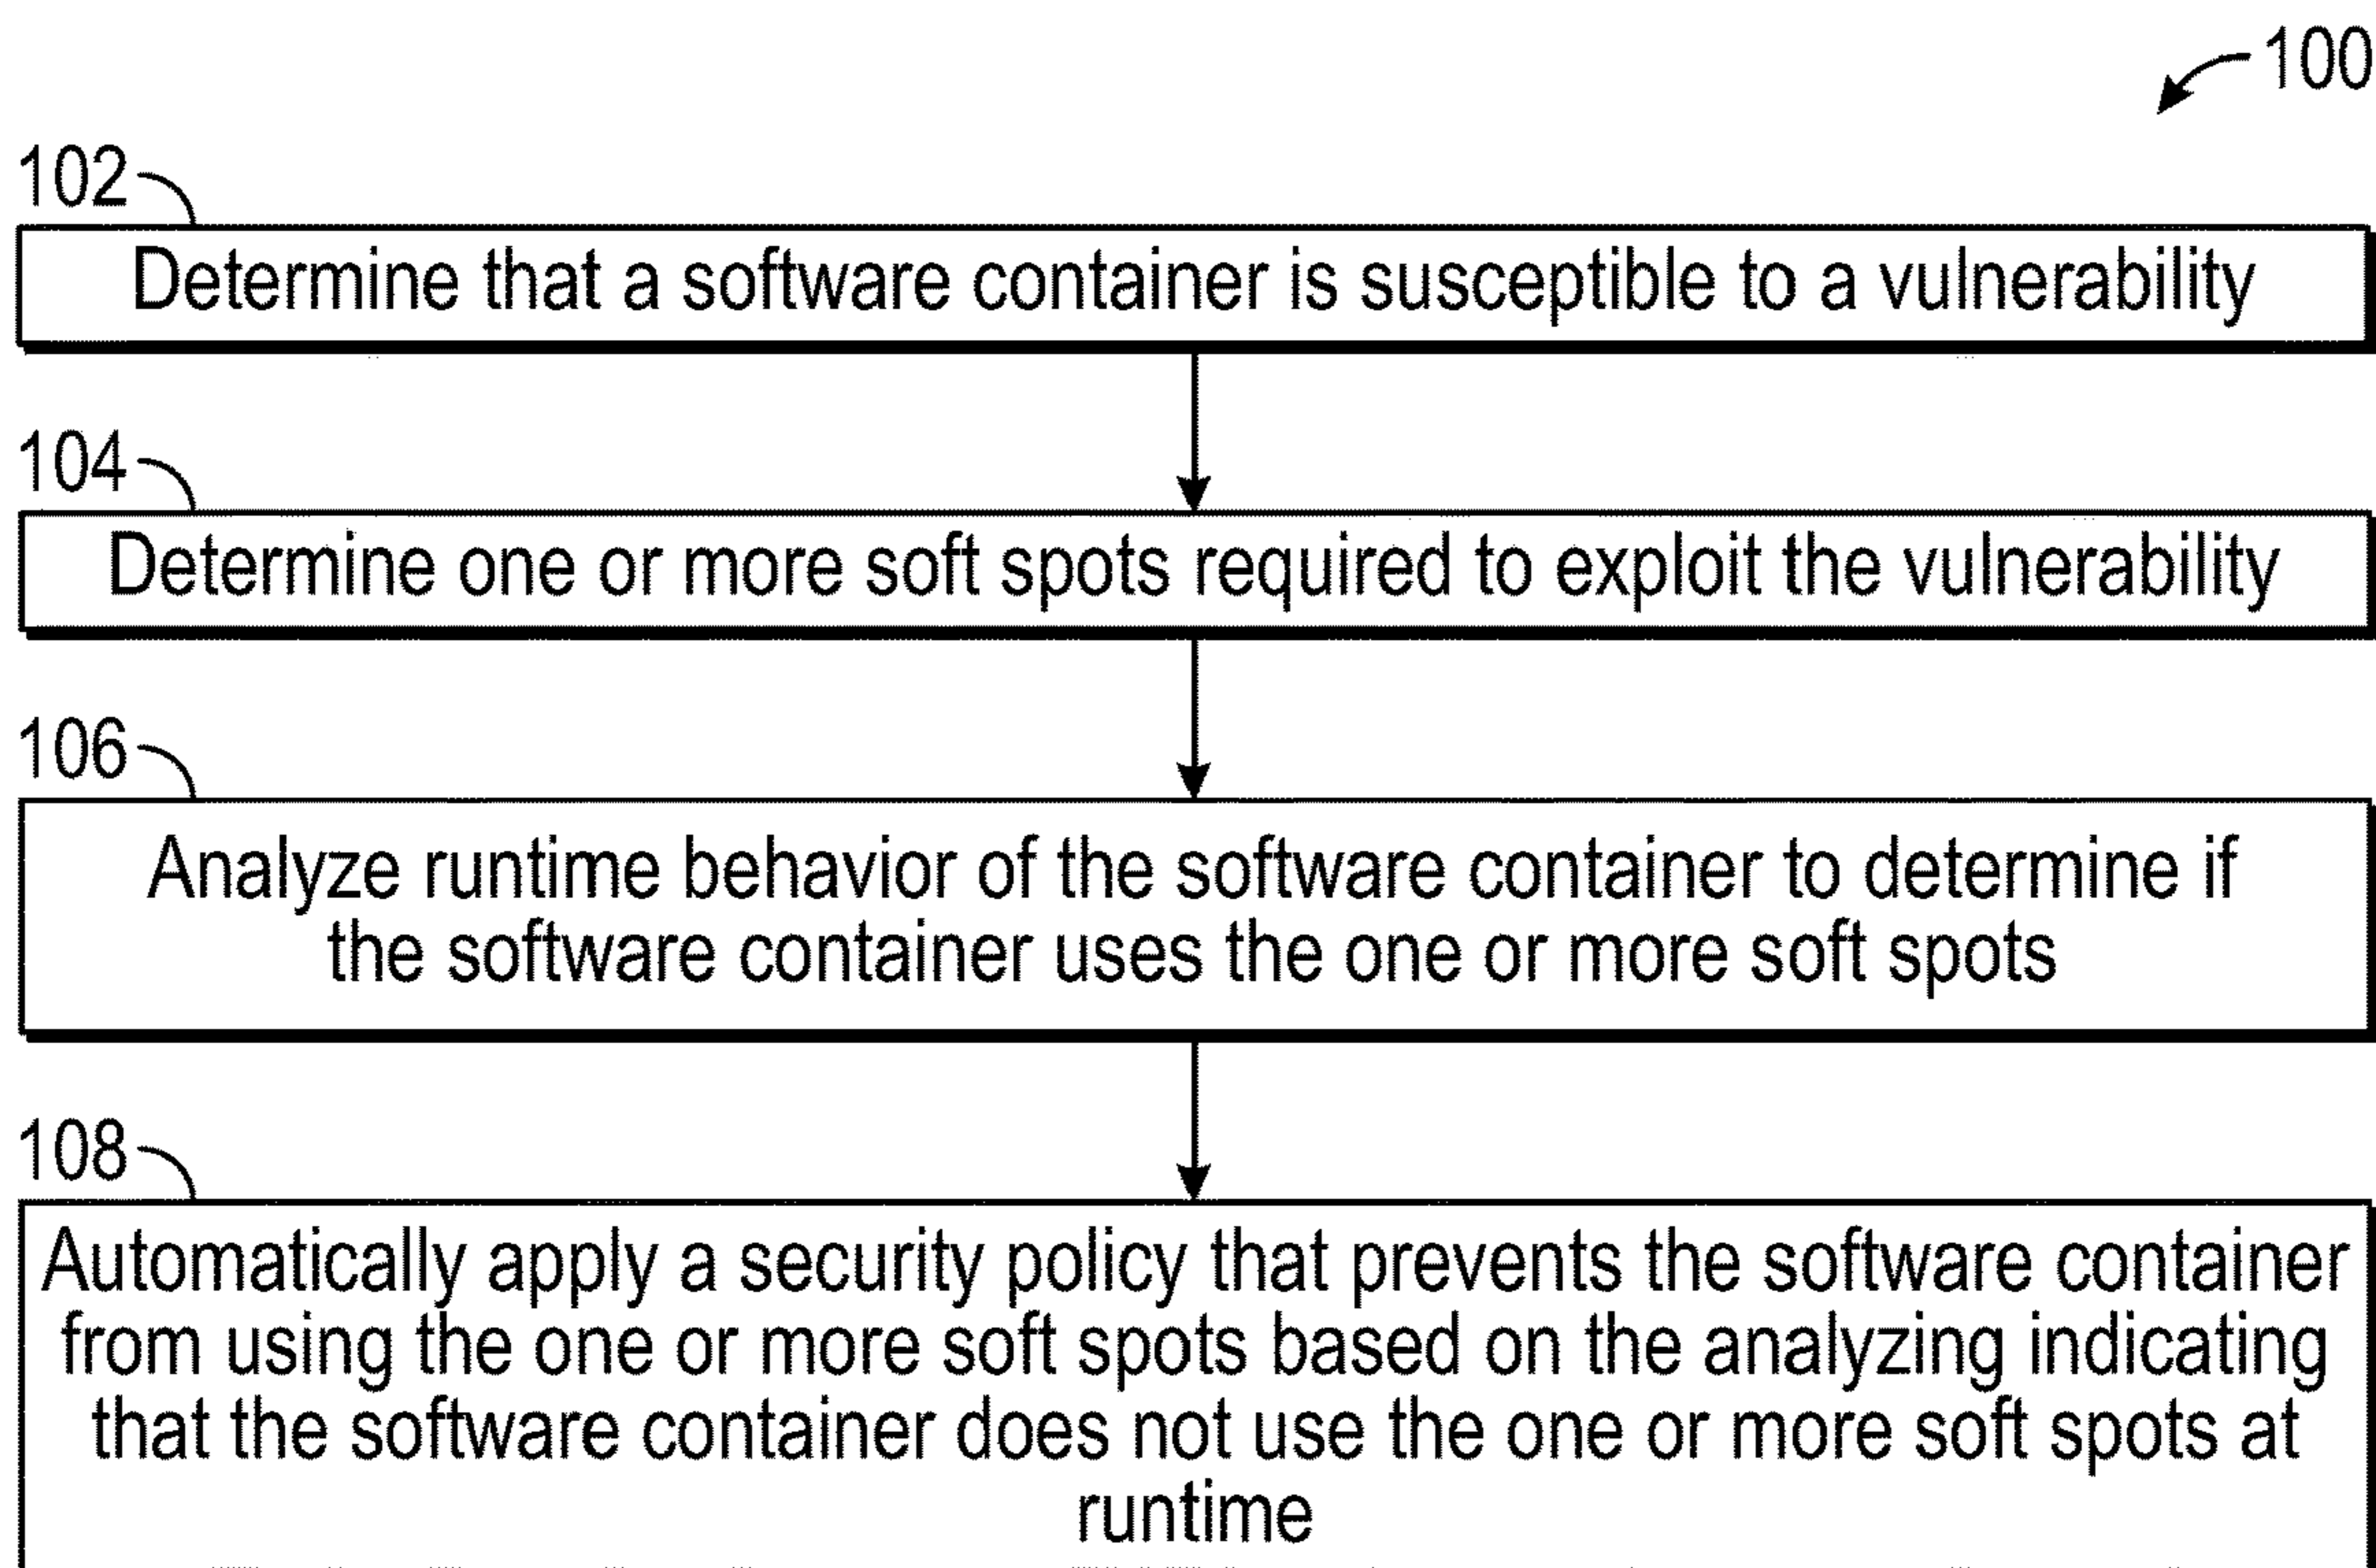 100
102
Determine that a software container is susceptible to a vulnerability
104
Determine one or more soft spots required to exploit the vulnerability
106
Analyze runtime behavior of the software container to determine if
the software container uses the one or more soft spots
108
Automatically apply a security policy that prevents the software container
from using the one or more soft spots based on the analyzing indicating
that the software container does not use the one or more soft spots at
runtime